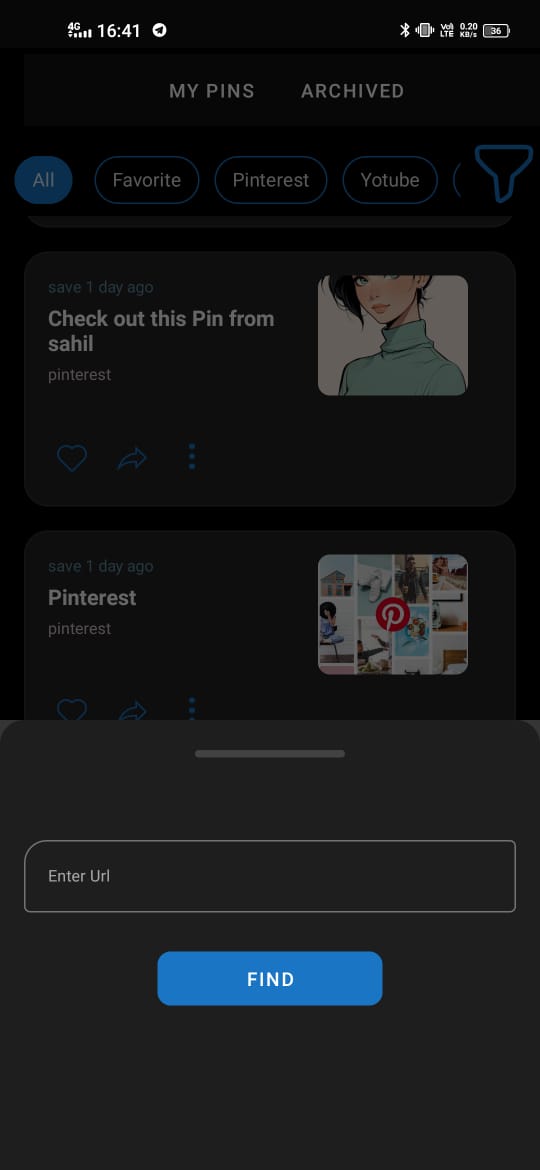 4G 16:41 Vo) LTE 0.20 KB/s 36
MY PINS ARCHIVED
All Favorite Pinterest Yotube
save 1 day ago
Check out this Pin from
sahil
pinterest
save 1 day ago
Pinterest
pinterest
Enter Url
FIND